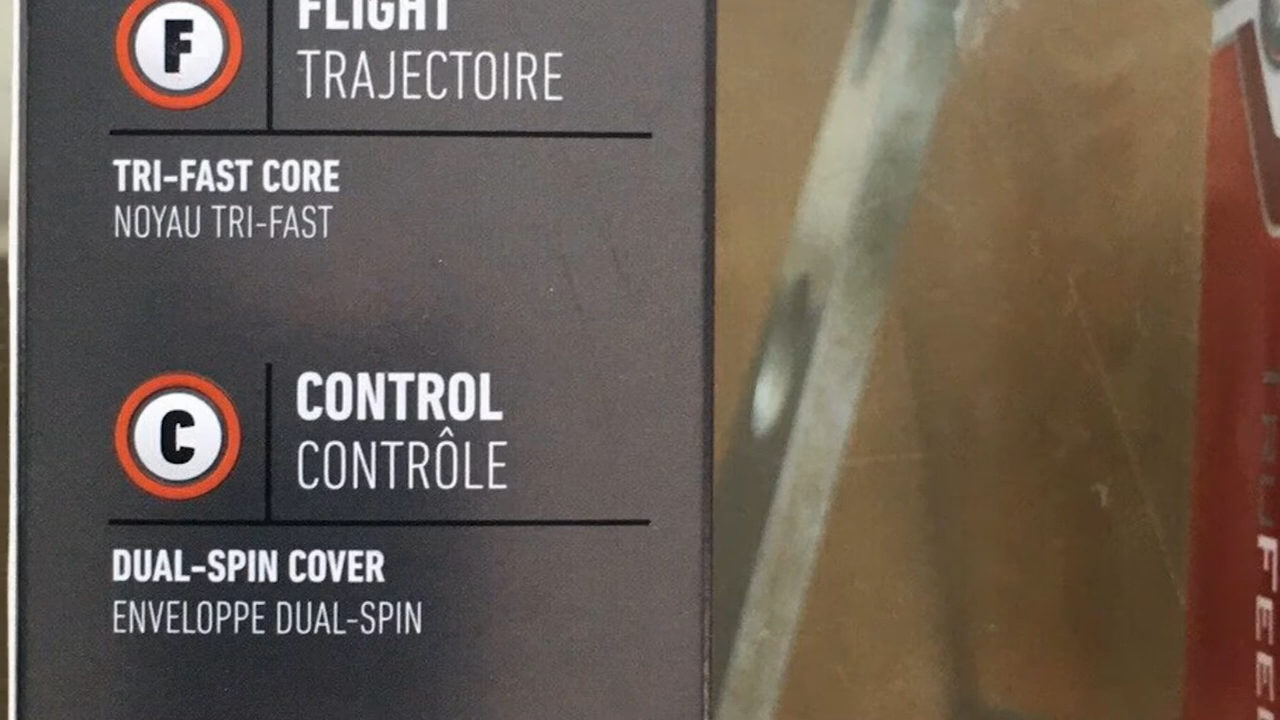 F
FLIGHT
TRAJECTOIRE
TRI-FAST CORE
NOYAU TRI-FAST
C
CONTROL
CONTRÔLE
DUAL-SPIN COVER
ENVELOPPE DUAL-SPIN